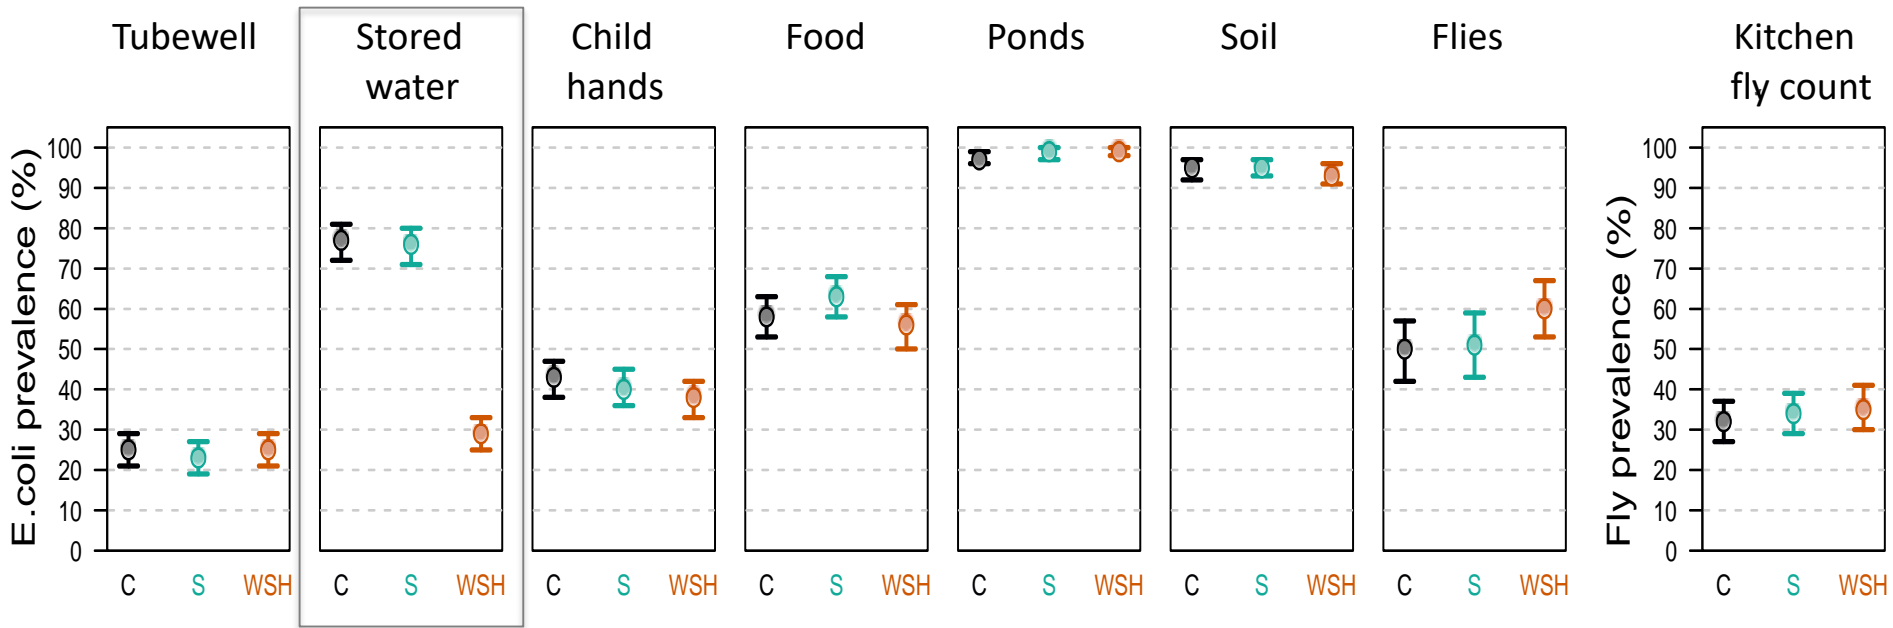 Tubewell
Stored
water
Child
hands
Food
Ponds
Soil
Flies
Kitchen
fly count
E.coli prevalence (%)
100
90
80
70
60
50
40
30
20
10
0
C S WSH
C S WSH
C S WSH
C S WSH
C S WSH
C S WSH
C S WSH
Fly prevalence (%)
100
90
80
70
60
50
40
30
20
10
0
C S WSH